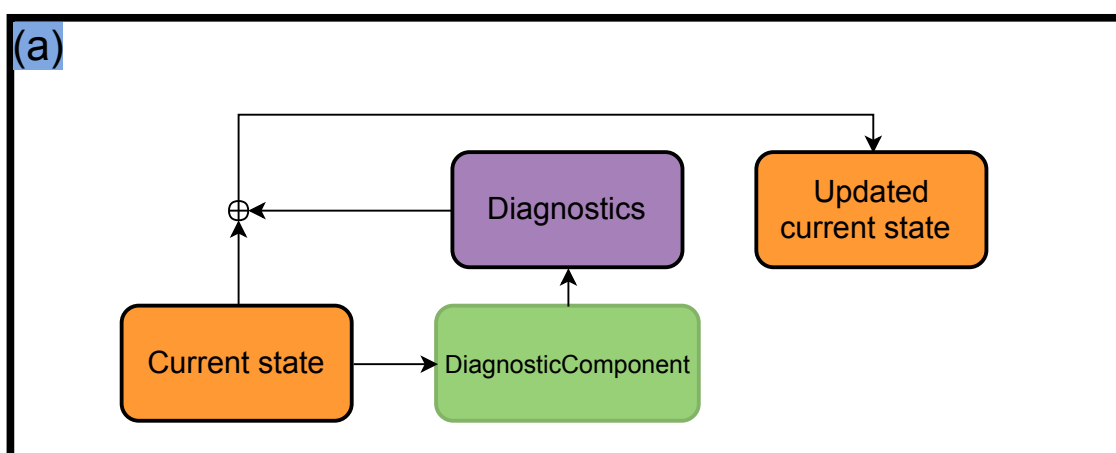 (a)
Diagnostics
Updated
current state
Current state
DiagnosticComponent